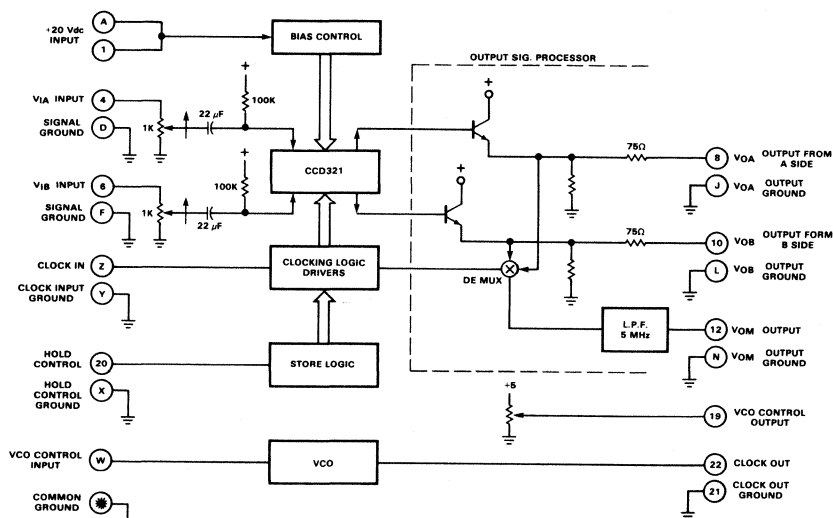 +20 Vdc
INPUT
A
1
BIAS CONTROL
OUTPUT SIG. PROCESSOR
+
100K
22 μF
VIA INPUT
4
SIGNAL
GROUND
D
1K
+
CCD321
+
75Ω
8
VOA
OUTPUT FROM
A SIDE
J
VOA
OUTPUT
GROUND
VIB INPUT
6
SIGNAL
GROUND
F
1K
+
100K
22 μF
+
75Ω
10
VOB
OUTPUT FORM
B SIDE
L
VOB
OUTPUT
GROUND
CLOCK IN
Z
CLOCK INPUT
GROUND
Y
CLOCKING LOGIC
DRIVERS
DE MUX
L.P.F.
5 MHz
12
VOM OUTPUT
N
VOM OUTPUT
GROUND
HOLD
CONTROL
20
HOLD
CONTROL
GROUND
X
STORE LOGIC
+5
19
VCO CONTROL
OUTPUT
VCO CONTROL
INPUT
W
VCO
22
CLOCK OUT
21
CLOCK OUT
GROUND
COMMON
GROUND